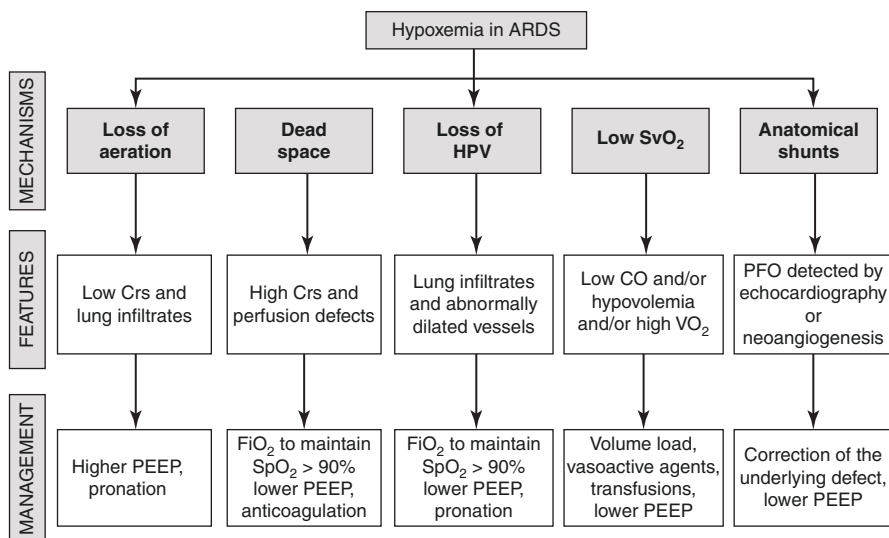 Hypoxemia in ARDS
MECHANISMS
Loss of
aeration
Dead
space
Loss of
HPV
Low SvO₂
Anatomical
shunts
FEATURES
Low Crs and
lung infiltrates
High Crs and
perfusion defects
Lung infiltrates
and abnormally
dilated vessels
Low CO and/or
hypovolemia
and/or high VO₂
PFO detected by
echocardiography
or
neoangiogenesis
MANAGEMENT
Higher PEEP,
pronation
FiO₂ to maintain
SpO₂ > 90%
lower PEEP,
anticoagulation
FiO₂ to maintain
SpO₂ > 90%
lower PEEP,
pronation
Volume load,
vasoactive agents,
transfusions,
lower PEEP
Correction of the
underlying defect,
lower PEEP